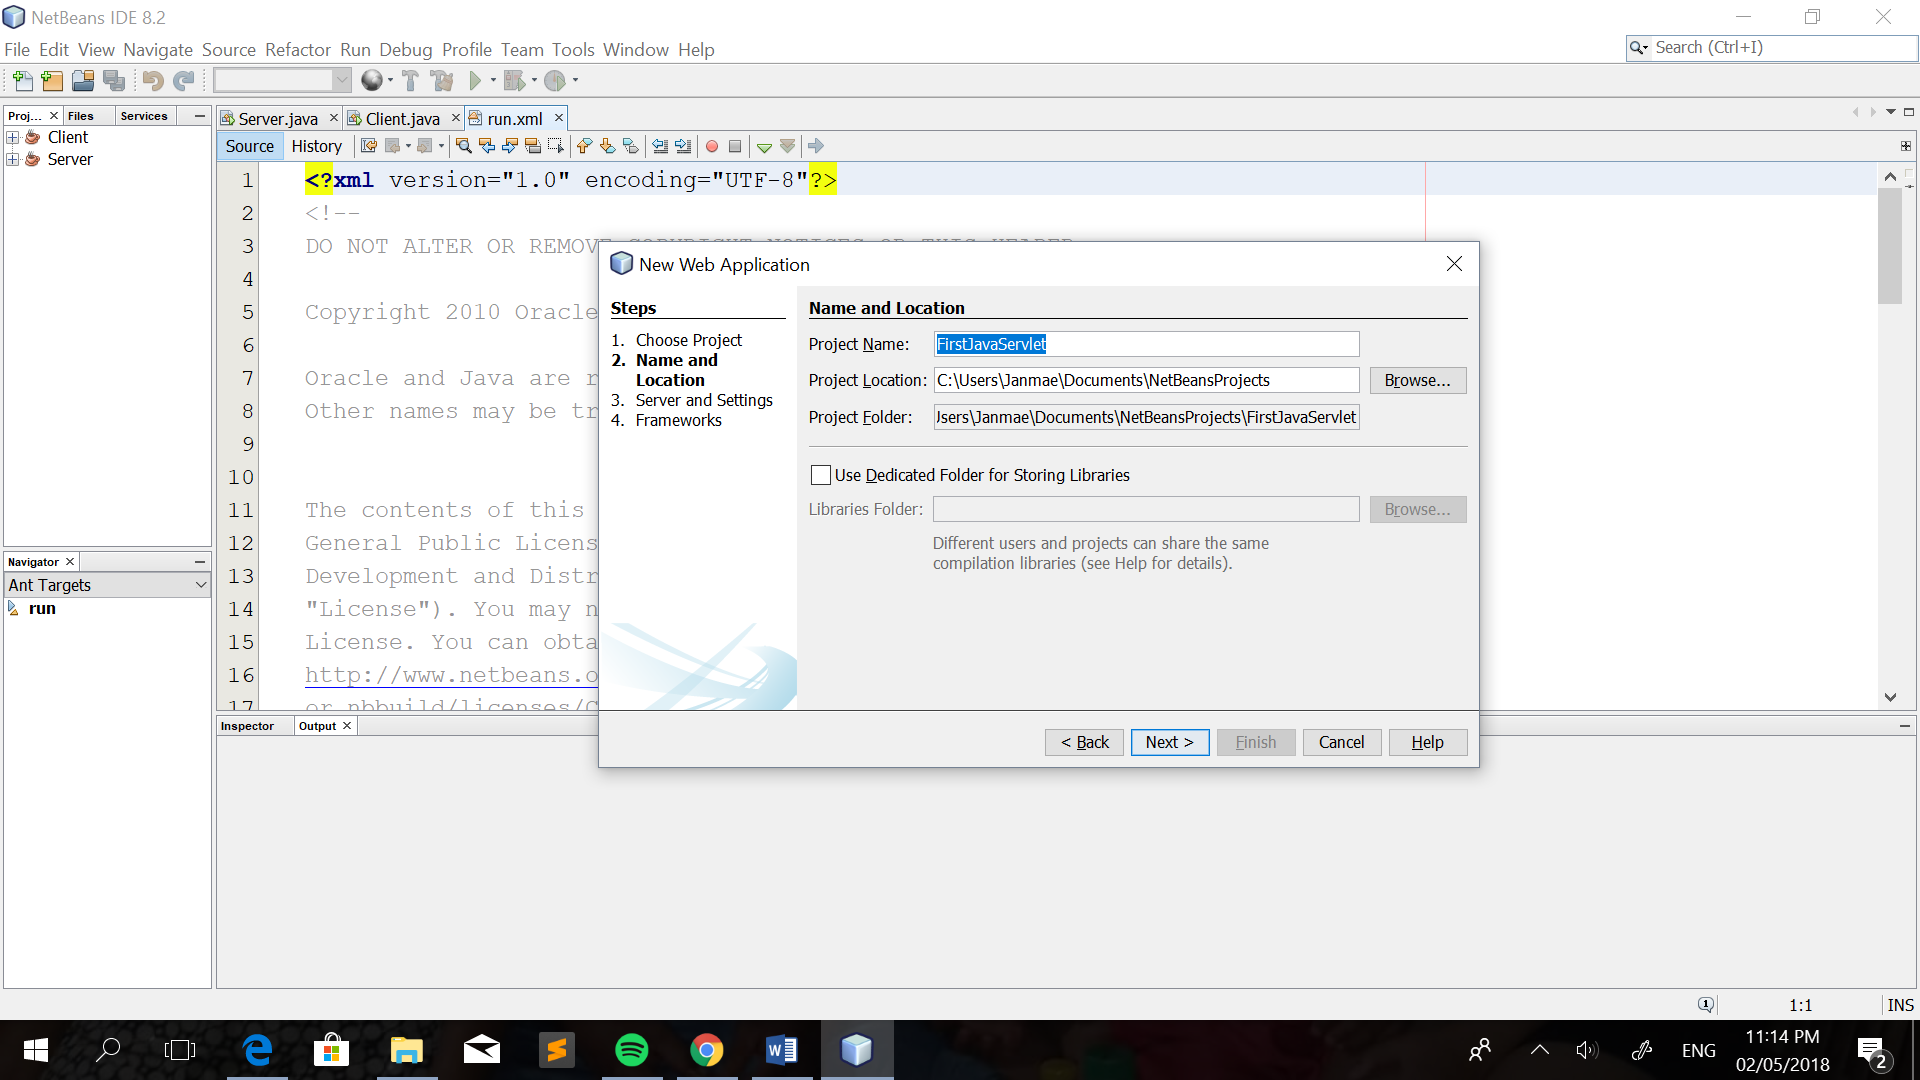 NetBeans IDE 8.2
File Edit View Navigate Source Refactor Run Debug Profile Team Tools Window Help
Search (Ctrl+I)
Proj... Files Services
Client
Server
Server.java Client.java run.xml
Source History
1 <?xml version="1.0" encoding="UTF-8"?>
2 <!--
3 DO NOT ALTER OR REMOVE COPYRIGHT NOTICES OR THIS HEADER
4
5 Copyright 2010 Oracle
6
7 Oracle and Java are r
8 Other names may be tr
9
10
11 The contents of this
12 General Public Licens
13 Development and Distr
14 "License"). You may n
15 License. You can obta
16 http://www.netbeans.o
17 or nbbuild/licenses/C
New Web Application
Steps
1. Choose Project
2. Name and
Location
3. Server and Settings
4. Frameworks
Name and Location
Project Name: FirstJavaServlet
Project Location: C:\Users\Janmae\Documents\NetBeansProjects Browse...
Project Folder: Jsers\Janmae\Documents\NetBeansProjects\FirstJavaServlet
Use Dedicated Folder for Storing Libraries
Libraries Folder: Browse...
Different users and projects can share the same
compilation libraries (see Help for details).
< Back Next > Finish Cancel Help
Navigator
Ant Targets
run
Inspector Output
1:1 INS
ENG
11:14 PM
02/05/2018
2